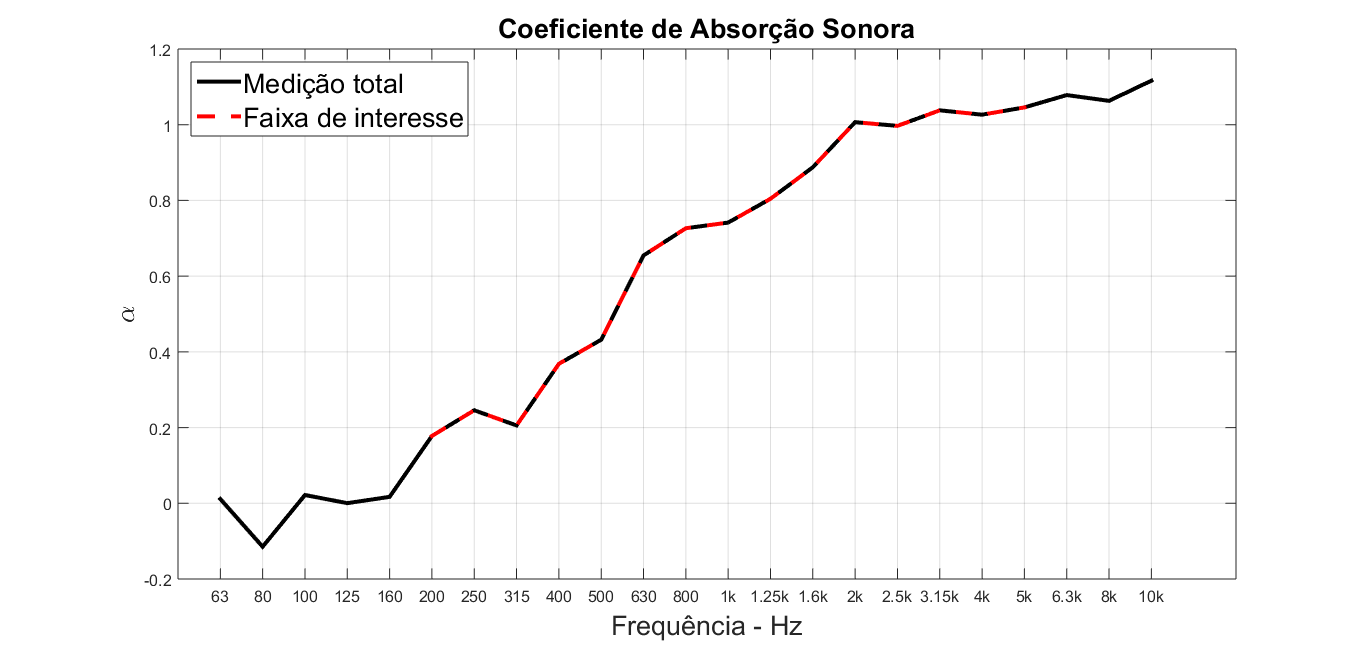 Coeficiente de Absorção Sonora
Medição total
Faixa de interesse
1.2
1
0.8
0.6
0.4
0.2
0
-0.2
α
63 80 100 125 160 200 250 315 400 500 630 800 1k 1.25k 1.6k 2k 2.5k 3.15k 4k 5k 6.3k 8k 10k
Frequência - Hz